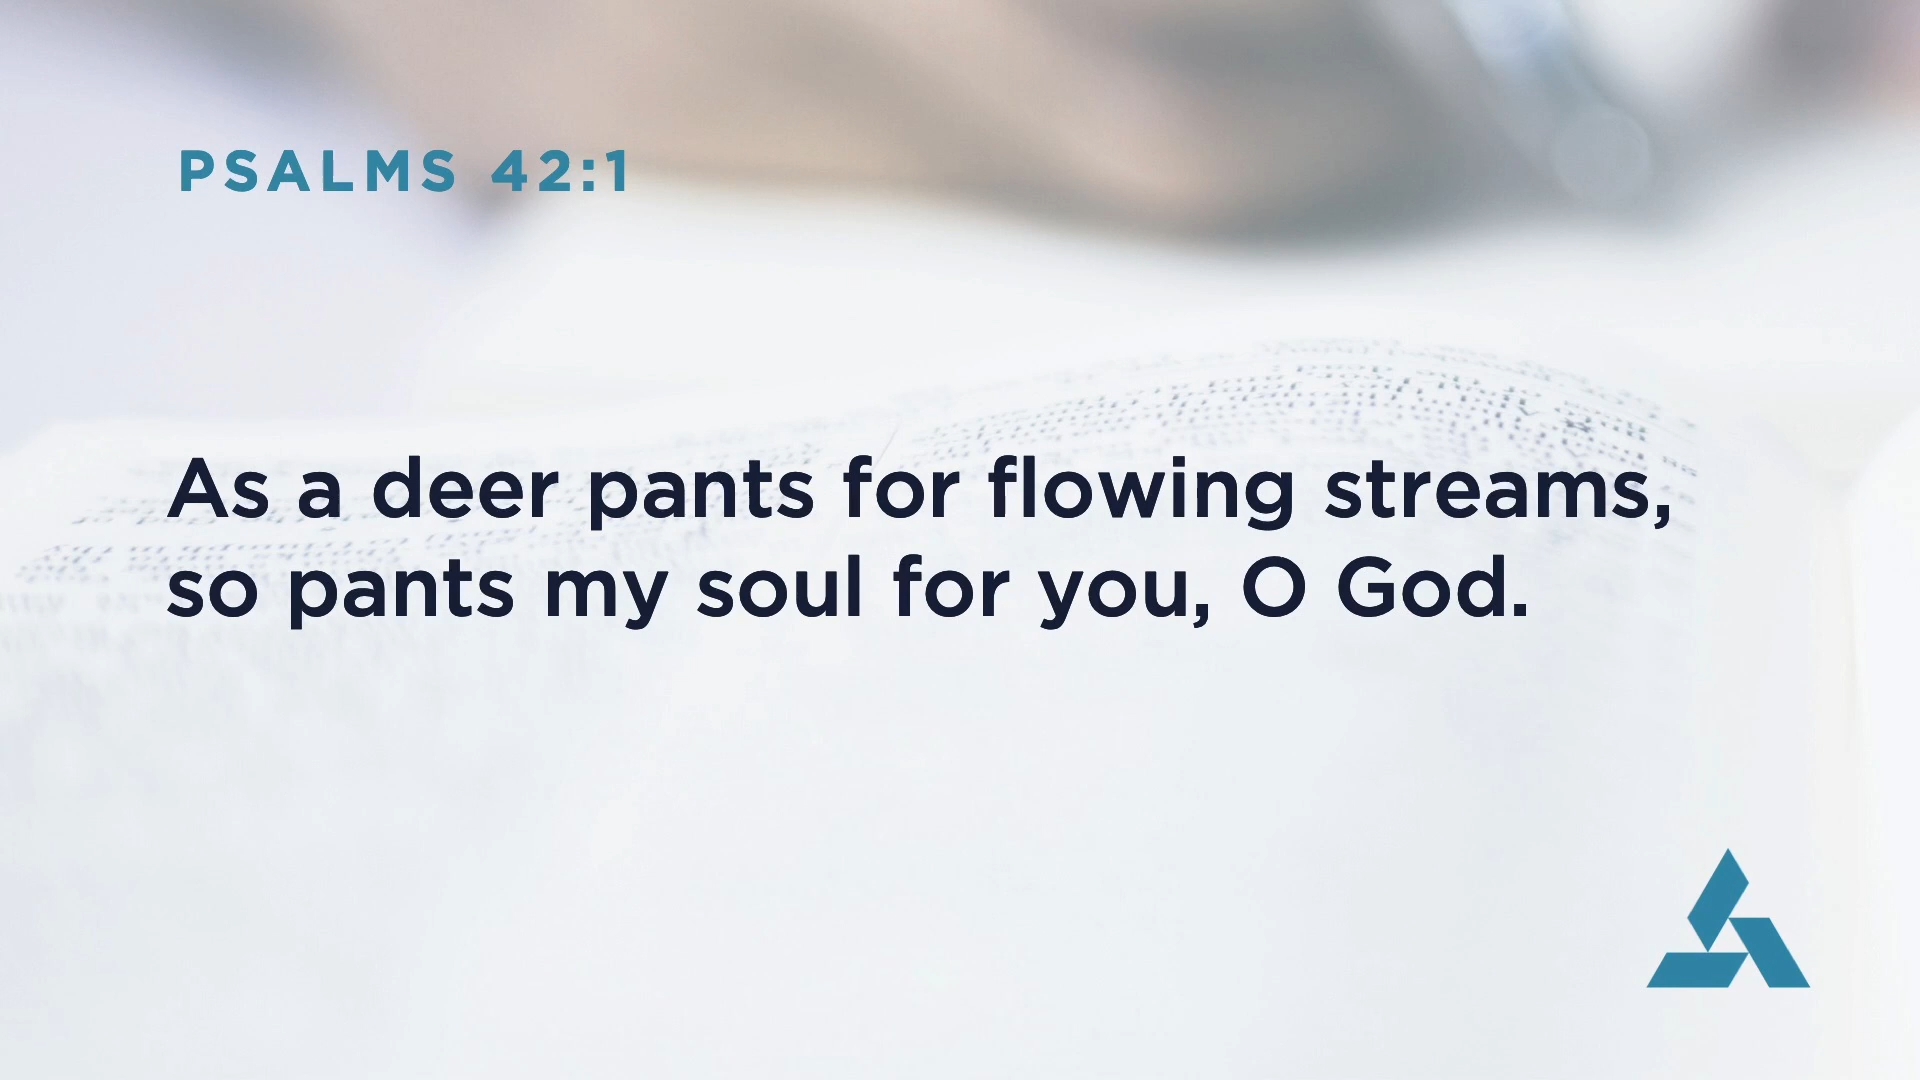 PSALMS 42:1
As a deer pants for flowing streams,
so pants my soul for you, O God.